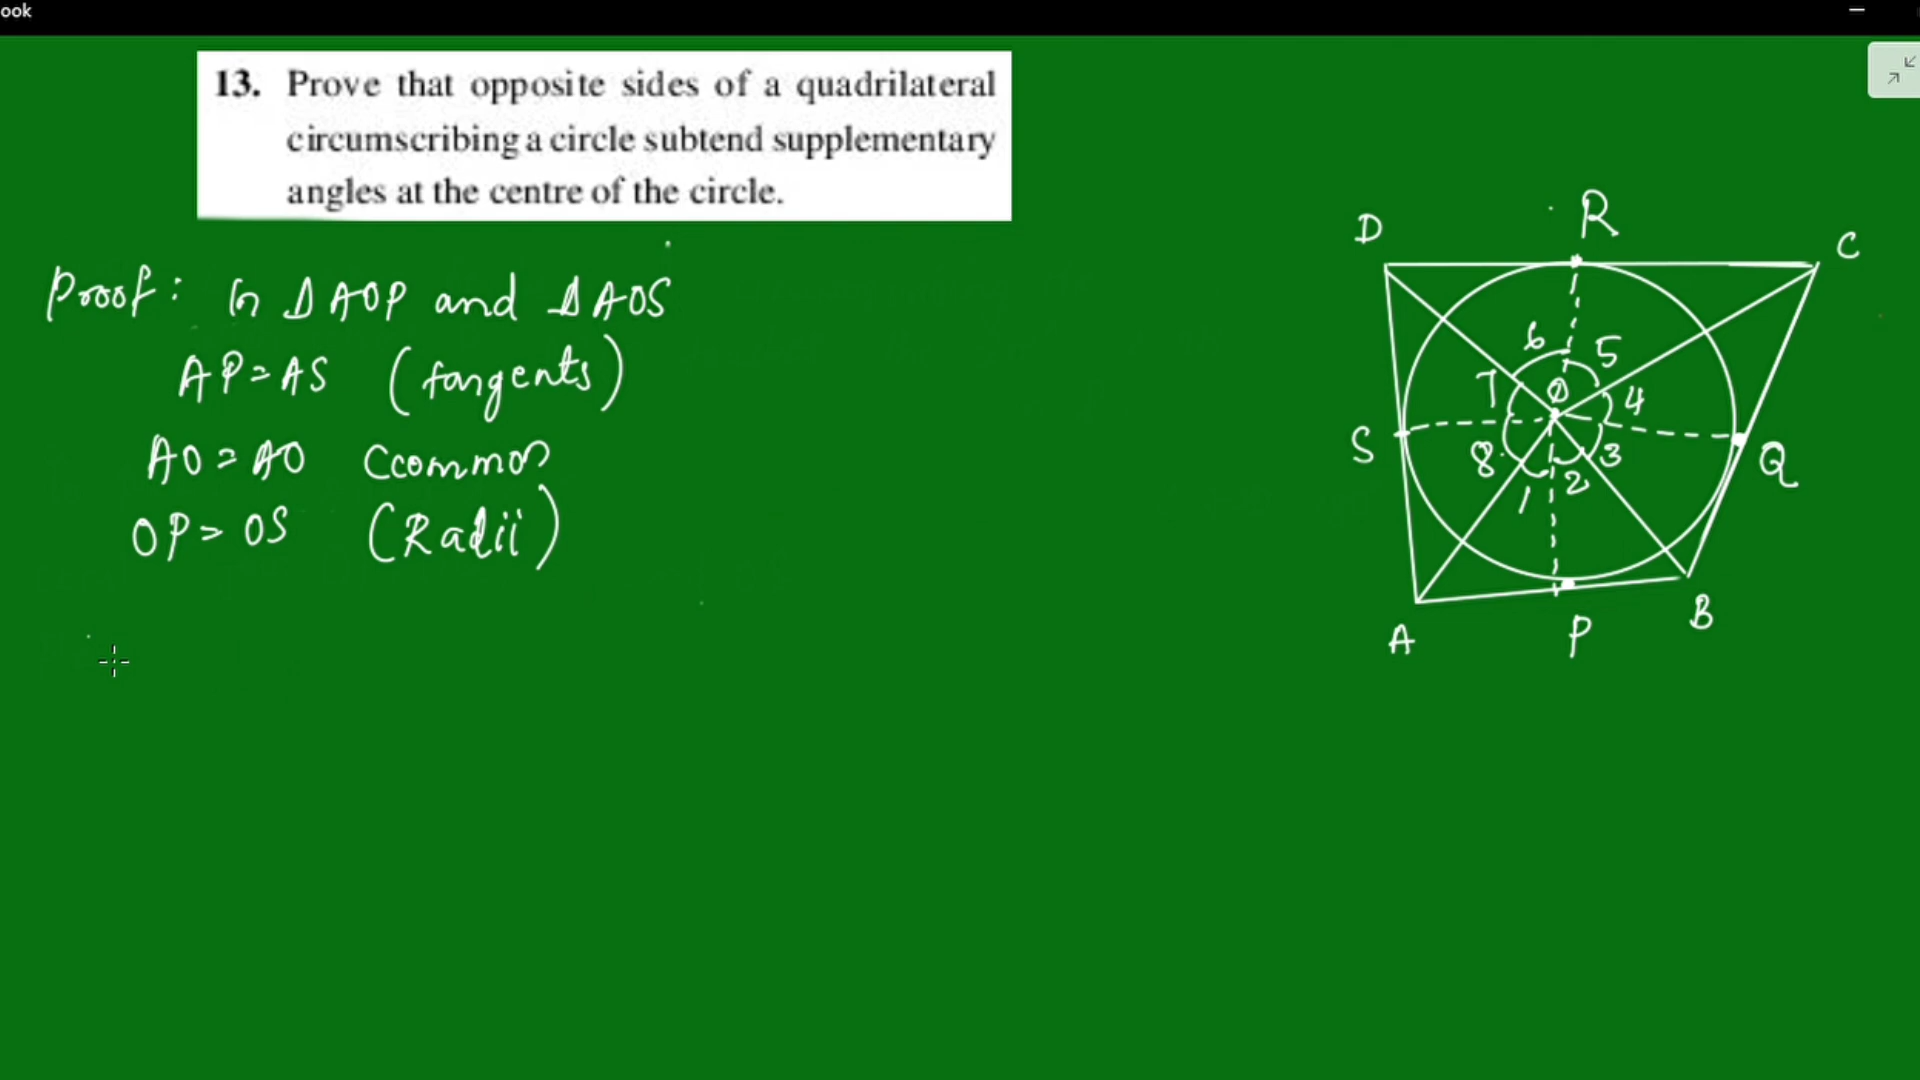 ook
13. Prove that opposite sides of a quadrilateral
circumscribing a circle subtend supplementary
angles at the centre of the circle.
Proof: In Δ AOP and Δ AOS
AP = AS (tangents)
AO = AO (common
OP = OS (Radii)
D R C
6 5
7 O 4
S 8 3 Q
1 2
A P B